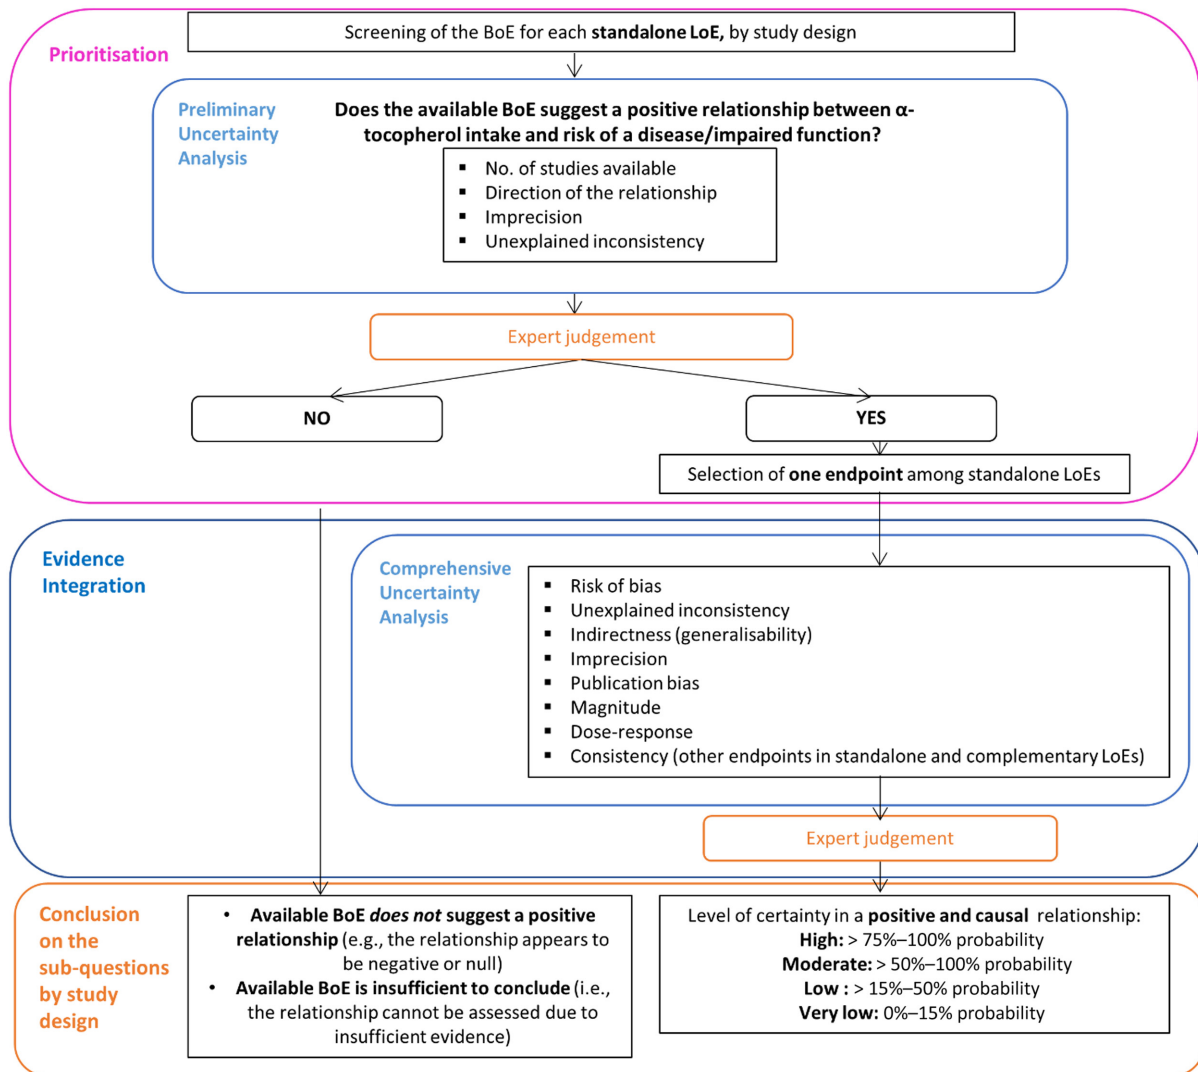 Screening of the BoE for each standalone LoE, by study design
Prioritisation
Preliminary
Uncertainty
Analysis
Does the available BoE suggest a positive relationship between α-
tocopherol intake and risk of a disease/impaired function?
▪ No. of studies available
▪ Direction of the relationship
▪ Imprecision
▪ Unexplained inconsistency
Expert judgement
NO
YES
Selection of one endpoint among standalone LoEs
Evidence
Integration
Comprehensive
Uncertainty
Analysis
▪ Risk of bias
▪ Unexplained inconsistency
▪ Indirectness (generalisability)
▪ Imprecision
▪ Publication bias
▪ Magnitude
▪ Dose-response
▪ Consistency (other endpoints in standalone and complementary LoEs)
Expert judgement
Conclusion
on the
sub-questions
by study
design
• Available BoE does not suggest a positive
relationship (e.g., the relationship appears to
be negative or null)
• Available BoE is insufficient to conclude (i.e.,
the relationship cannot be assessed due to
insufficient evidence)
Level of certainty in a positive and causal relationship:
High: > 75%–100% probability
Moderate: > 50%–100% probability
Low : > 15%–50% probability
Very low: 0%–15% probability